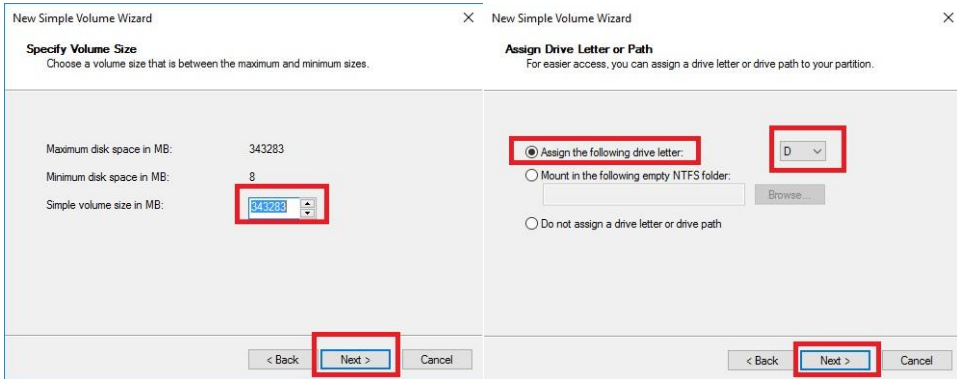 New Simple Volume Wizard
Specify Volume Size
Choose a volume size that is between the maximum and minimum sizes.
Maximum disk space in MB: 343283
Minimum disk space in MB: 8
Simple volume size in MB: 343283
< Back Next > Cancel
New Simple Volume Wizard
Assign Drive Letter or Path
For easier access, you can assign a drive letter or drive path to your partition.
Assign the following drive letter: D
Mount in the following empty NTFS folder:
Browse...
Do not assign a drive letter or drive path
< Back Next > Cancel